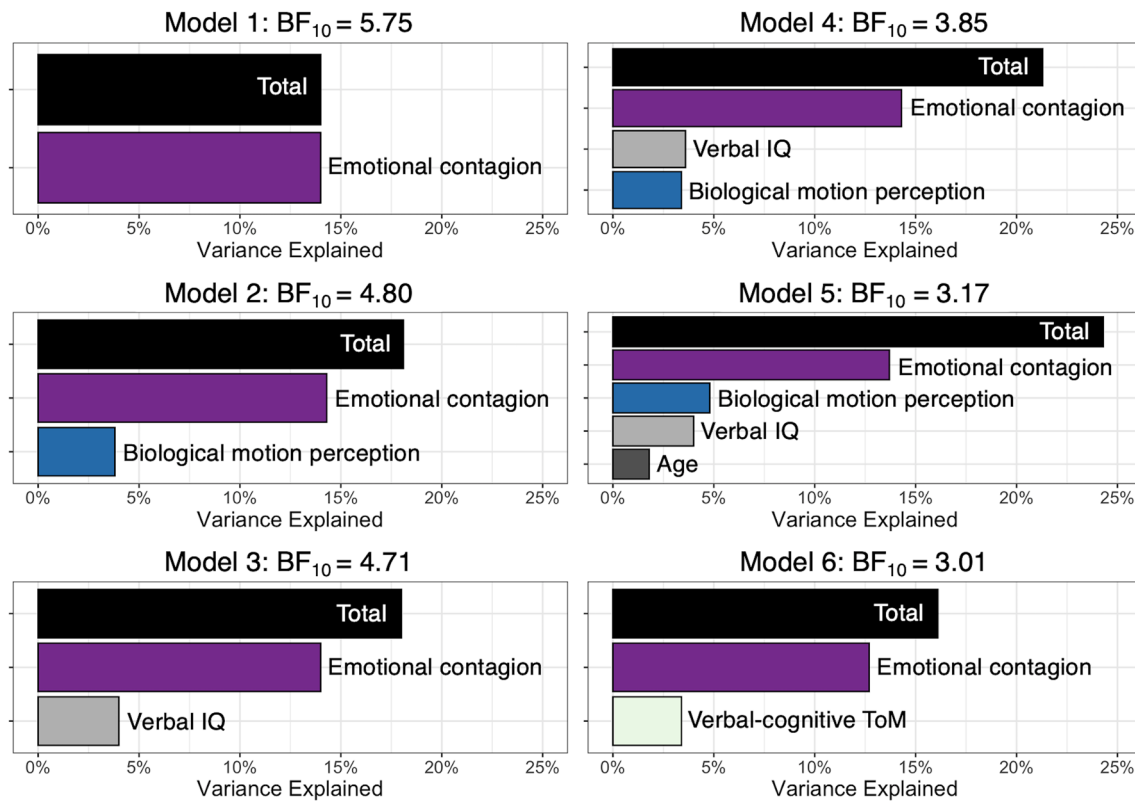 Model 1: BF₁₀ = 5.75
Total
Emotional contagion
0% 5% 10% 15% 20% 25%
Variance Explained
Model 2: BF₁₀ = 4.80
Total
Emotional contagion
Biological motion perception
0% 5% 10% 15% 20% 25%
Variance Explained
Model 3: BF₁₀ = 4.71
Total
Emotional contagion
Verbal IQ
0% 5% 10% 15% 20% 25%
Variance Explained
Model 4: BF₁₀ = 3.85
Total
Emotional contagion
Verbal IQ
Biological motion perception
0% 5% 10% 15% 20% 25%
Variance Explained
Model 5: BF₁₀ = 3.17
Total
Emotional contagion
Biological motion perception
Verbal IQ
Age
0% 5% 10% 15% 20% 25%
Variance Explained
Model 6: BF₁₀ = 3.01
Total
Emotional contagion
Verbal-cognitive ToM
0% 5% 10% 15% 20% 25%
Variance Explained